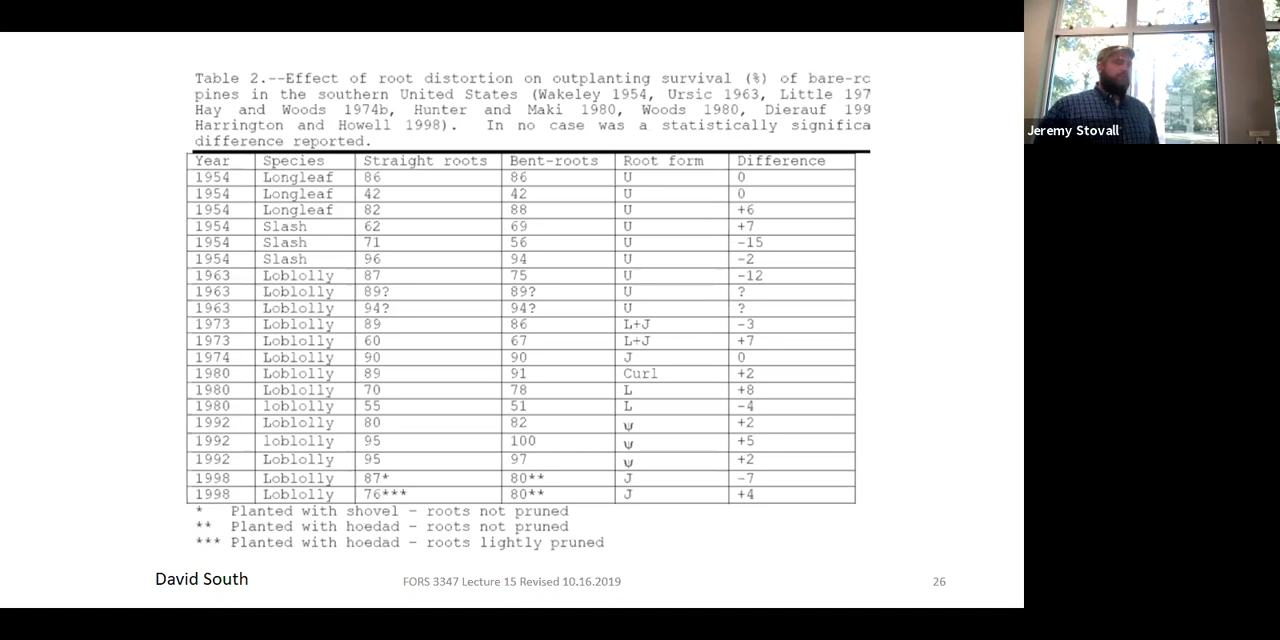 Table 2.--Effect of root distortion on outplanting survival (%) of bare-rc
pines in the southern United States (Wakeley 1954, Ursic 1963, Little 197
Hay and Woods 1974b, Hunter and Maki 1980, Woods 1980, Dierauf 199
Harrington and Howell 1998). In no case was a statistically significa
difference reported.
Year Species Straight roots Bent-roots Root form Difference
1954 Longleaf 86 86 U 0
1954 Longleaf 42 42 U 0
1954 Longleaf 82 88 U +6
1954 Slash 62 69 U +7
1954 Slash 71 56 U -15
1954 Slash 96 94 U -2
1963 Loblolly 87 75 U -12
1963 Loblolly 89? 89? U ?
1963 Loblolly 94? 94? U ?
1973 Loblolly 89 86 L+J -3
1973 Loblolly 60 67 L+J +7
1974 Loblolly 90 90 J 0
1980 Loblolly 89 91 Curl +2
1980 Loblolly 70 78 L +8
1980 loblolly 55 51 L -4
1992 Loblolly 80 82 ψ +2
1992 loblolly 95 100 ψ +5
1992 Loblolly 95 97 ψ +2
1998 Loblolly 87* 80** J -7
1998 Loblolly 76*** 80** J +4
* Planted with shovel - roots not pruned
** Planted with hoedad - roots not pruned
*** Planted with hoedad - roots lightly pruned
David South
FORS 3347 Lecture 15 Revised 10.16.2019
26
Jeremy Stovall